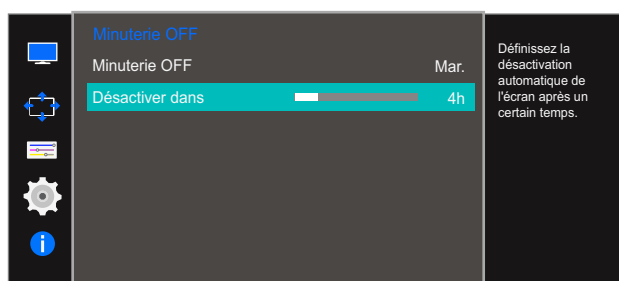 Minuterie OFF
Minuterie OFF Mar.
Désactiver dans 4h
Définissez la
désactivation
automatique de
l'écran après un
certain temps.